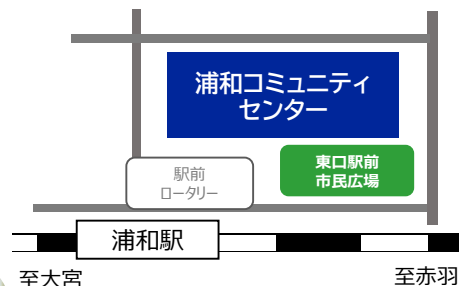 浦和コミュニティ
センター
東口駅前
市民広場
駅前
ロータリー
浦和駅
至大宮
至赤羽